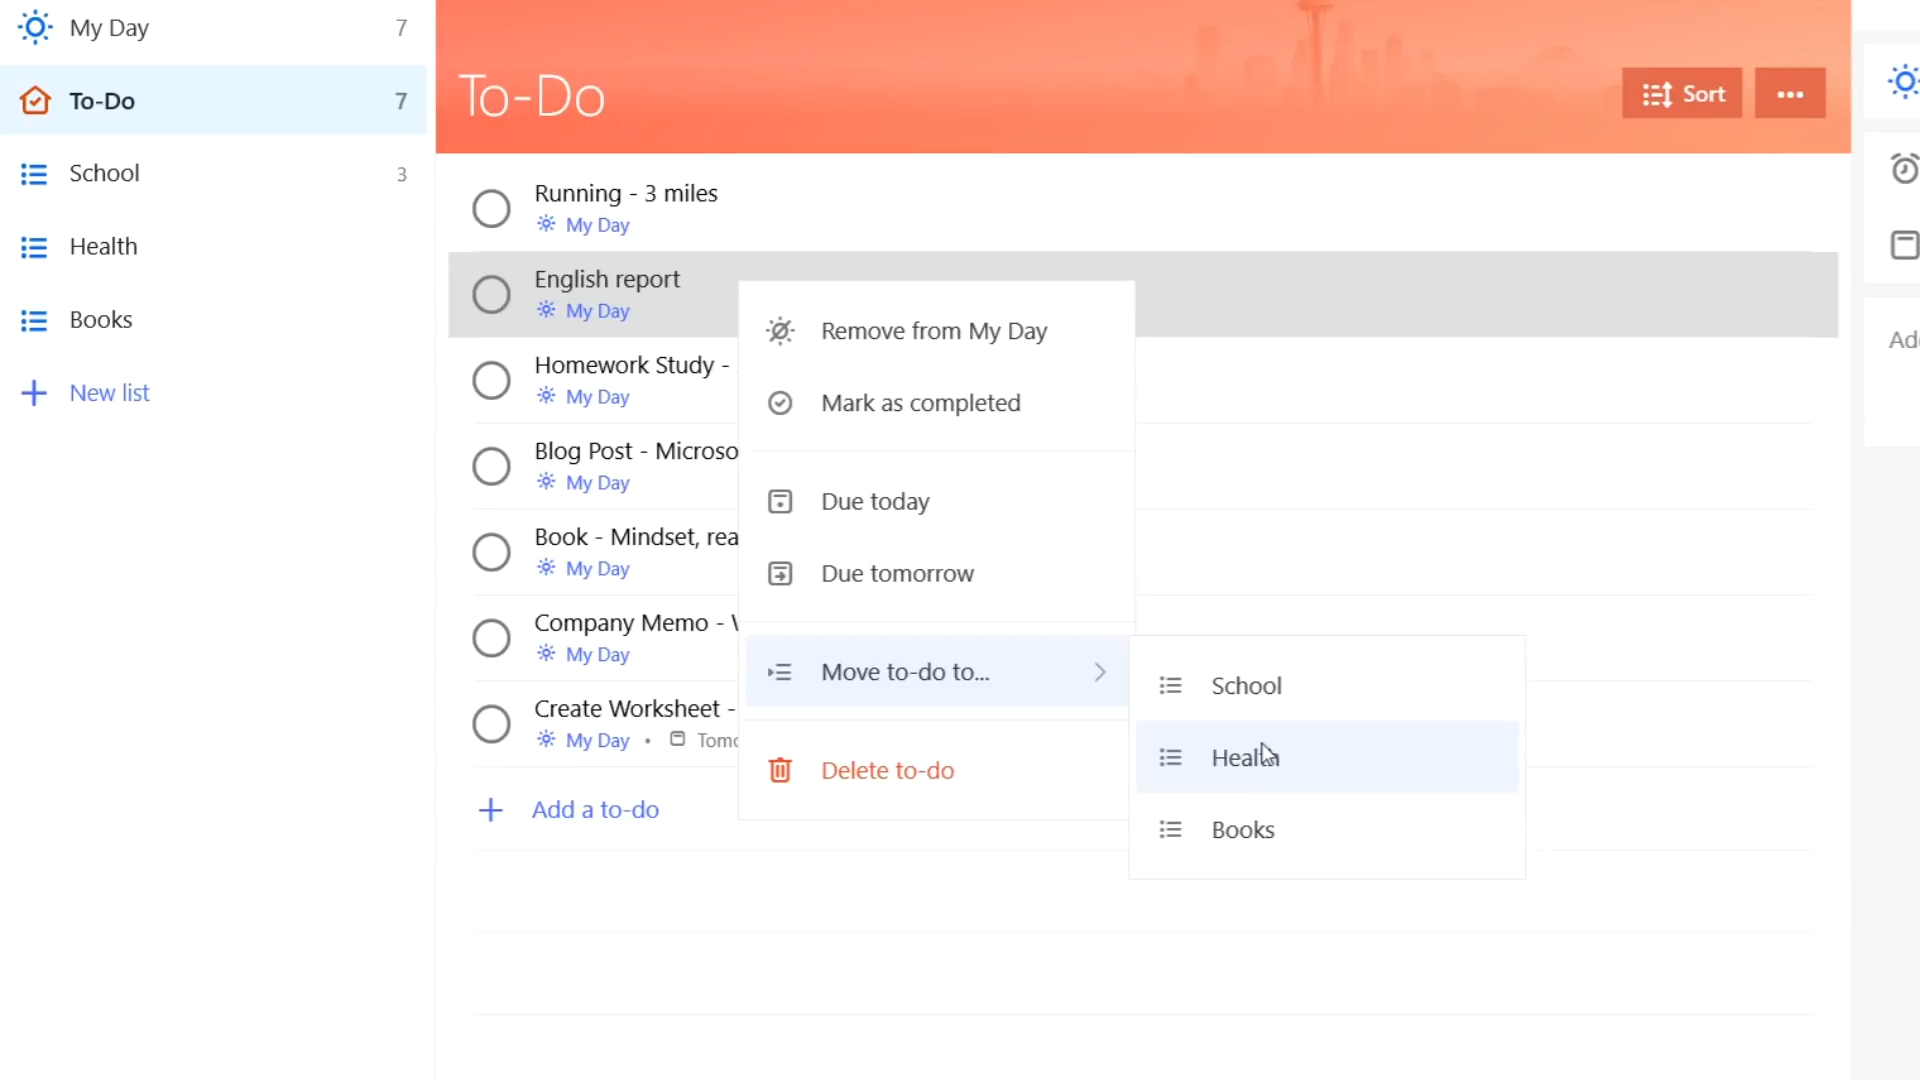 My Day 7
To-Do 7
School 3
Health
Books
New list
To-Do
Sort
Running - 3 miles
My Day
English report
My Day
Homework Study -
My Day
Blog Post - Microso
My Day
Book - Mindset, rea
My Day
Company Memo -
My Day
Create Worksheet -
My Day • Tomo
Add a to-do
Remove from My Day
Mark as completed
Due today
Due tomorrow
Move to-do to...
Delete to-do
School
Health
Books